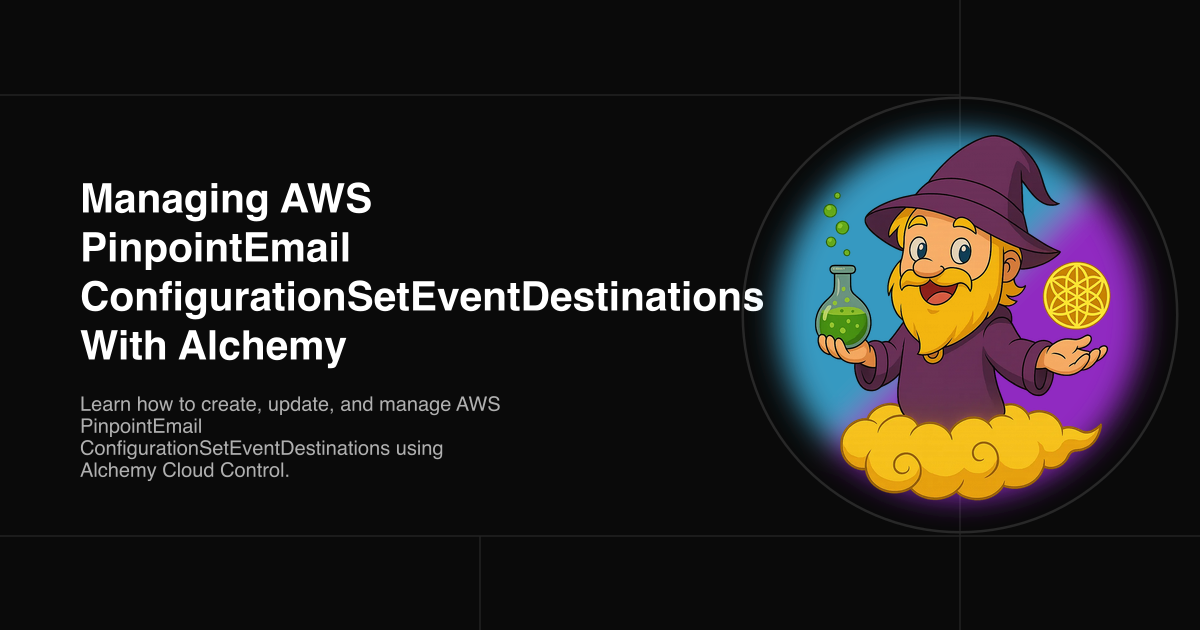 Managing AWS
PinpointEmail
ConfigurationSetEventDestinations
With Alchemy
Learn how to create, update, and manage AWS
PinpointEmail
ConfigurationSetEventDestinations using
Alchemy Cloud Control.